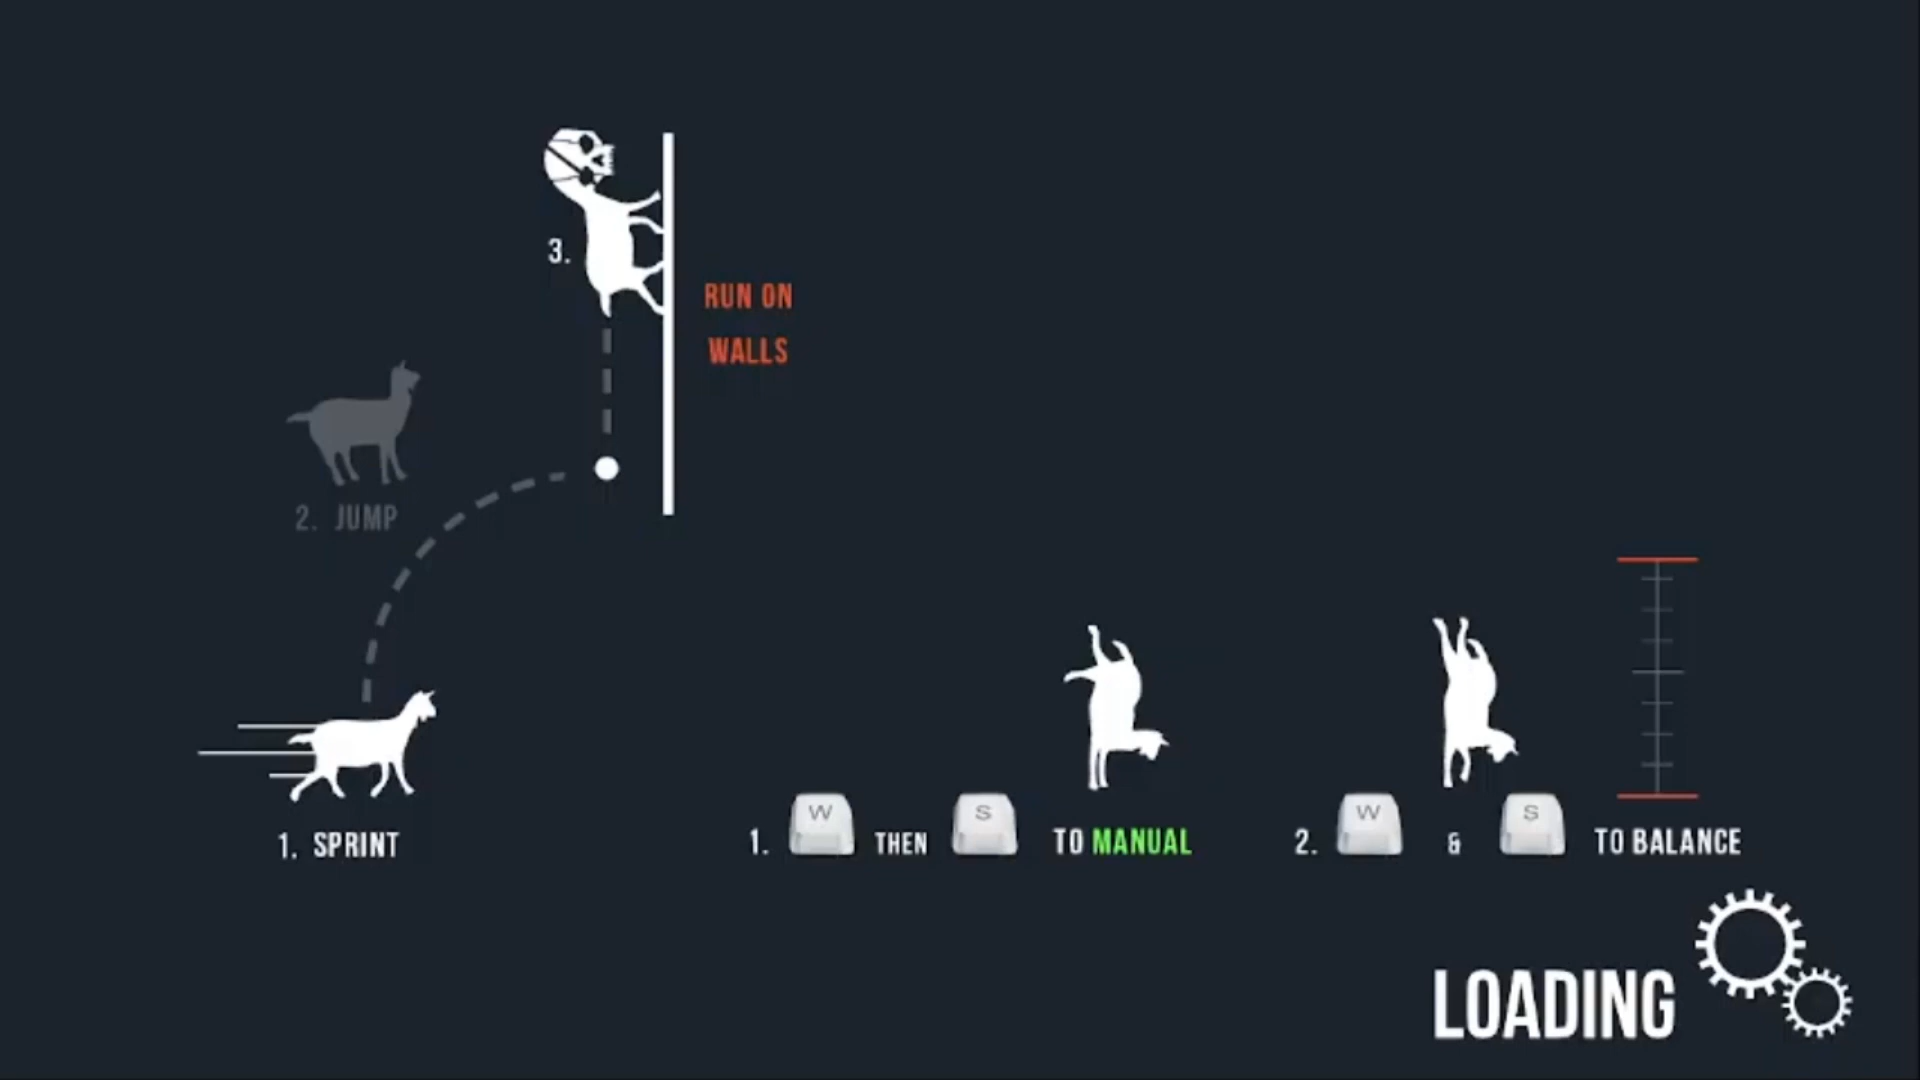 3.
RUN ON
WALLS
2. JUMP
1. SPRINT
1. W THEN S TO MANUAL
2. W & S TO BALANCE
LOADING